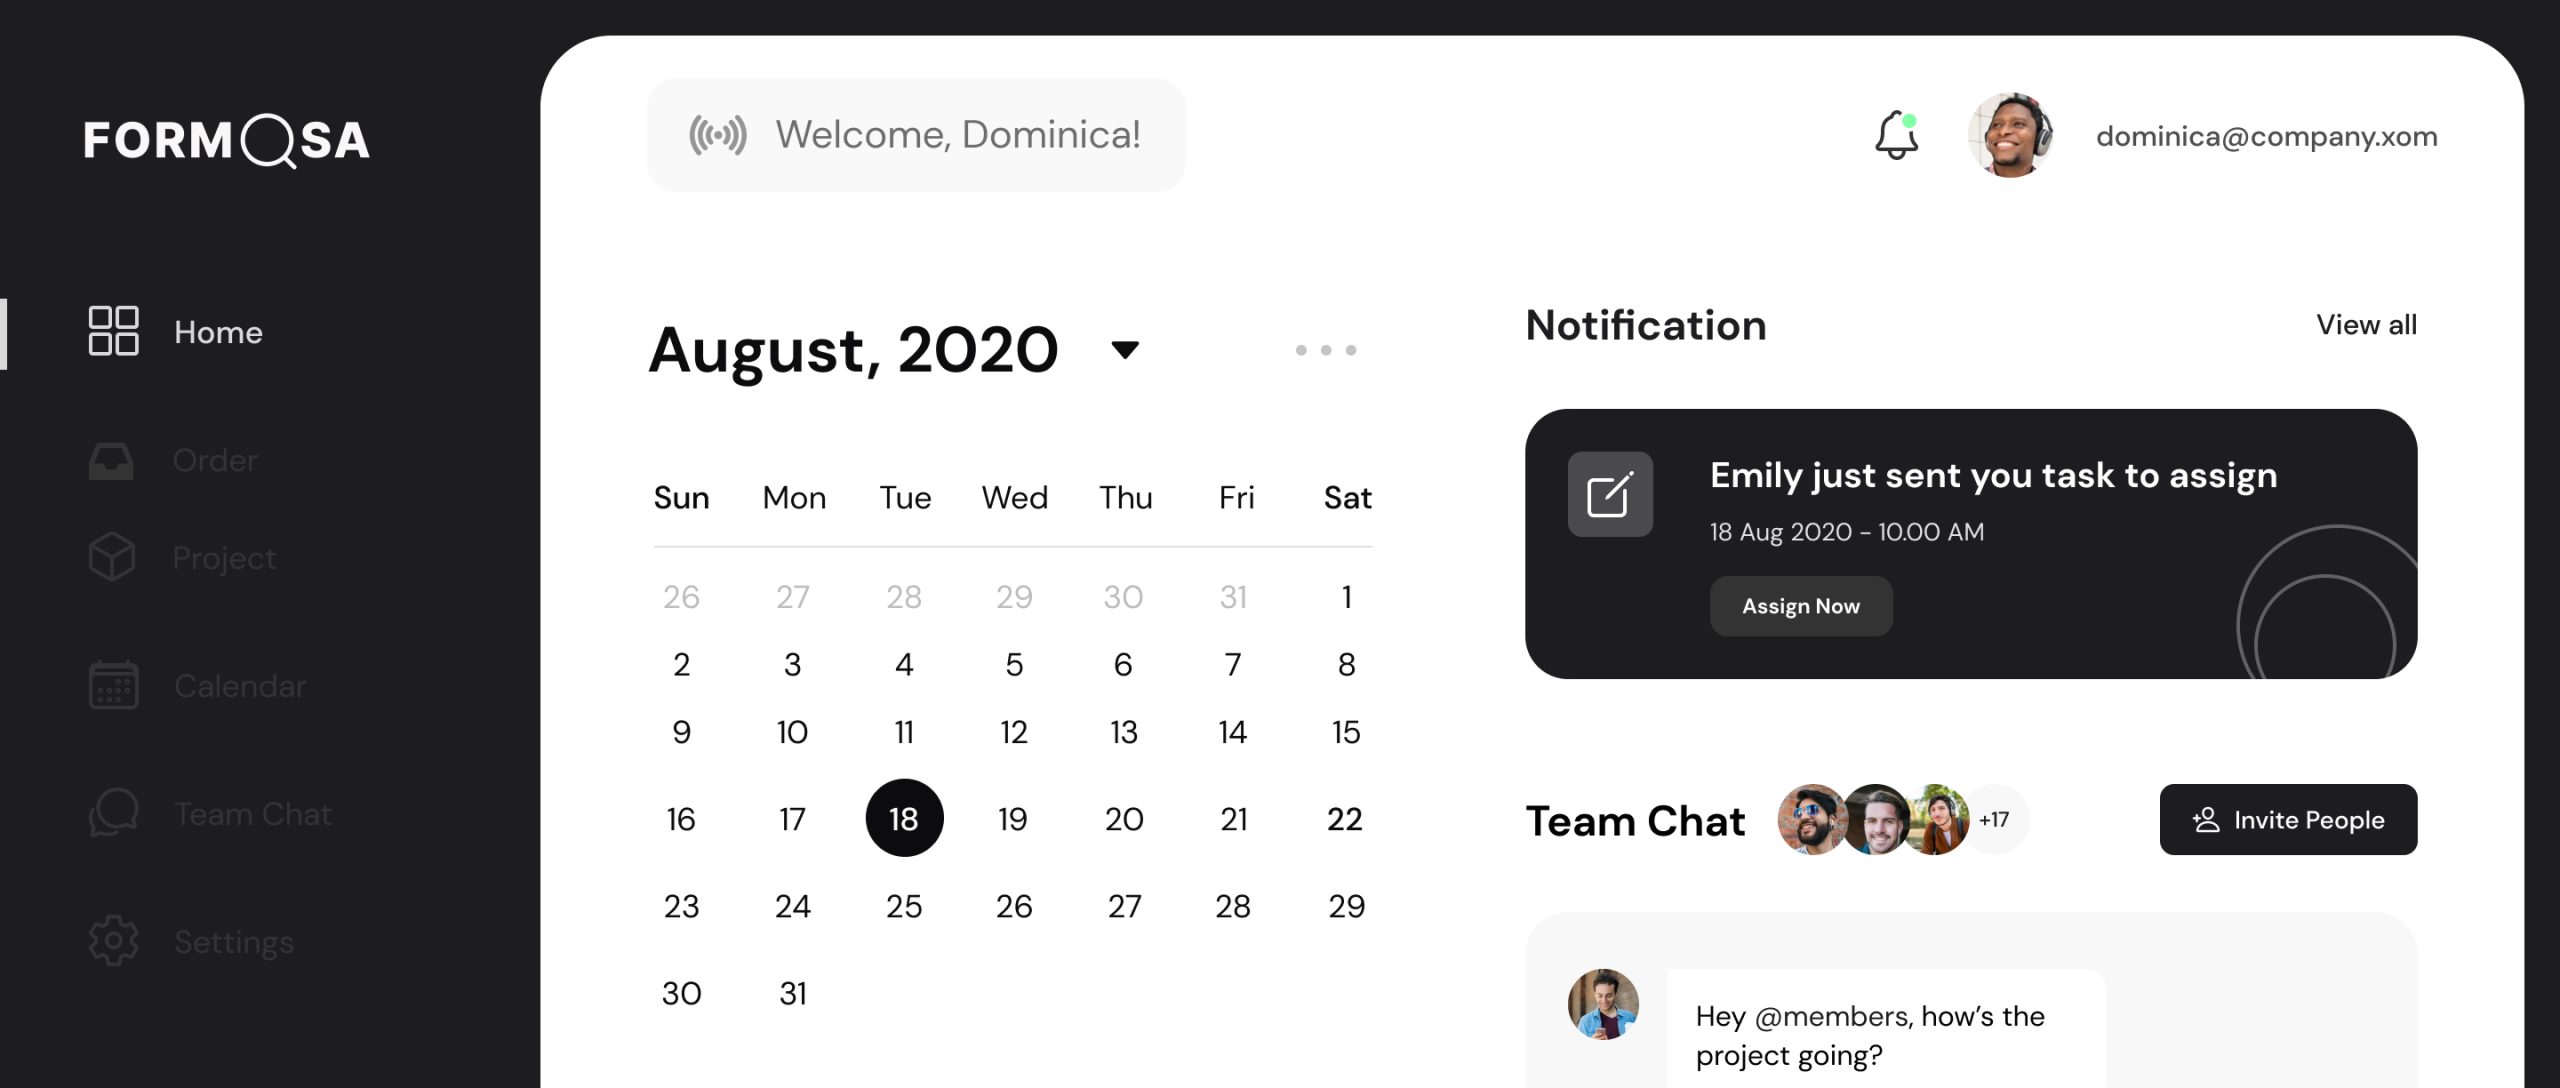 FORMOSA
Home
Order
Project
Calendar
Team Chat
Settings
Welcome, Dominica!
dominica@company.xom
August, 2020
Sun Mon Tue Wed Thu Fri Sat
26 27 28 29 30 31 1
2 3 4 5 6 7 8
9 10 11 12 13 14 15
16 17 18 19 20 21 22
23 24 25 26 27 28 29
30 31
Notification
View all
Emily just sent you task to assign
18 Aug 2020 - 10.00 AM
Assign Now
Team Chat
+17
Invite People
Hey @members, how’s the
project going?